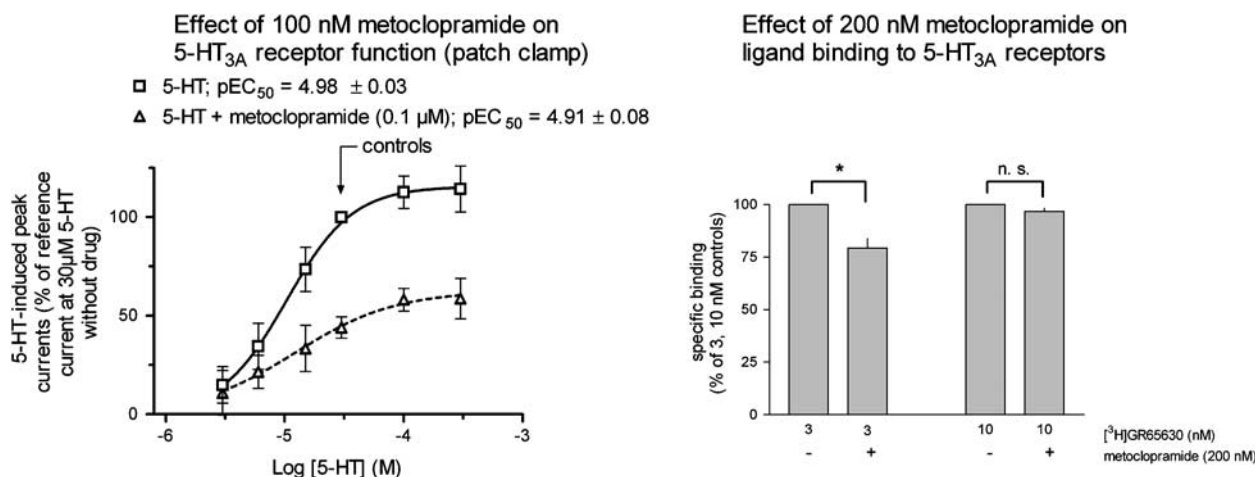 Effect of 100 nM metoclopramide on
5-HT3A receptor function (patch clamp)
5-HT; pEC50 = 4.98 ± 0.03
5-HT + metoclopramide (0.1 µM); pEC50 = 4.91 ± 0.08
controls
5-HT-induced peak
currents (% of reference
current at 30µM 5-HT
without drug)
100
50
0
-6 -5 -4 -3
Log [5-HT] (M)
Effect of 200 nM metoclopramide on
ligand binding to 5-HT3A receptors
* n. s.
specific binding
(% of 3, 10 nM controls)
100
75
50
25
0
3 3 10 10 [3H]GR65630 (nM)
- + - + metoclopramide (200 nM)